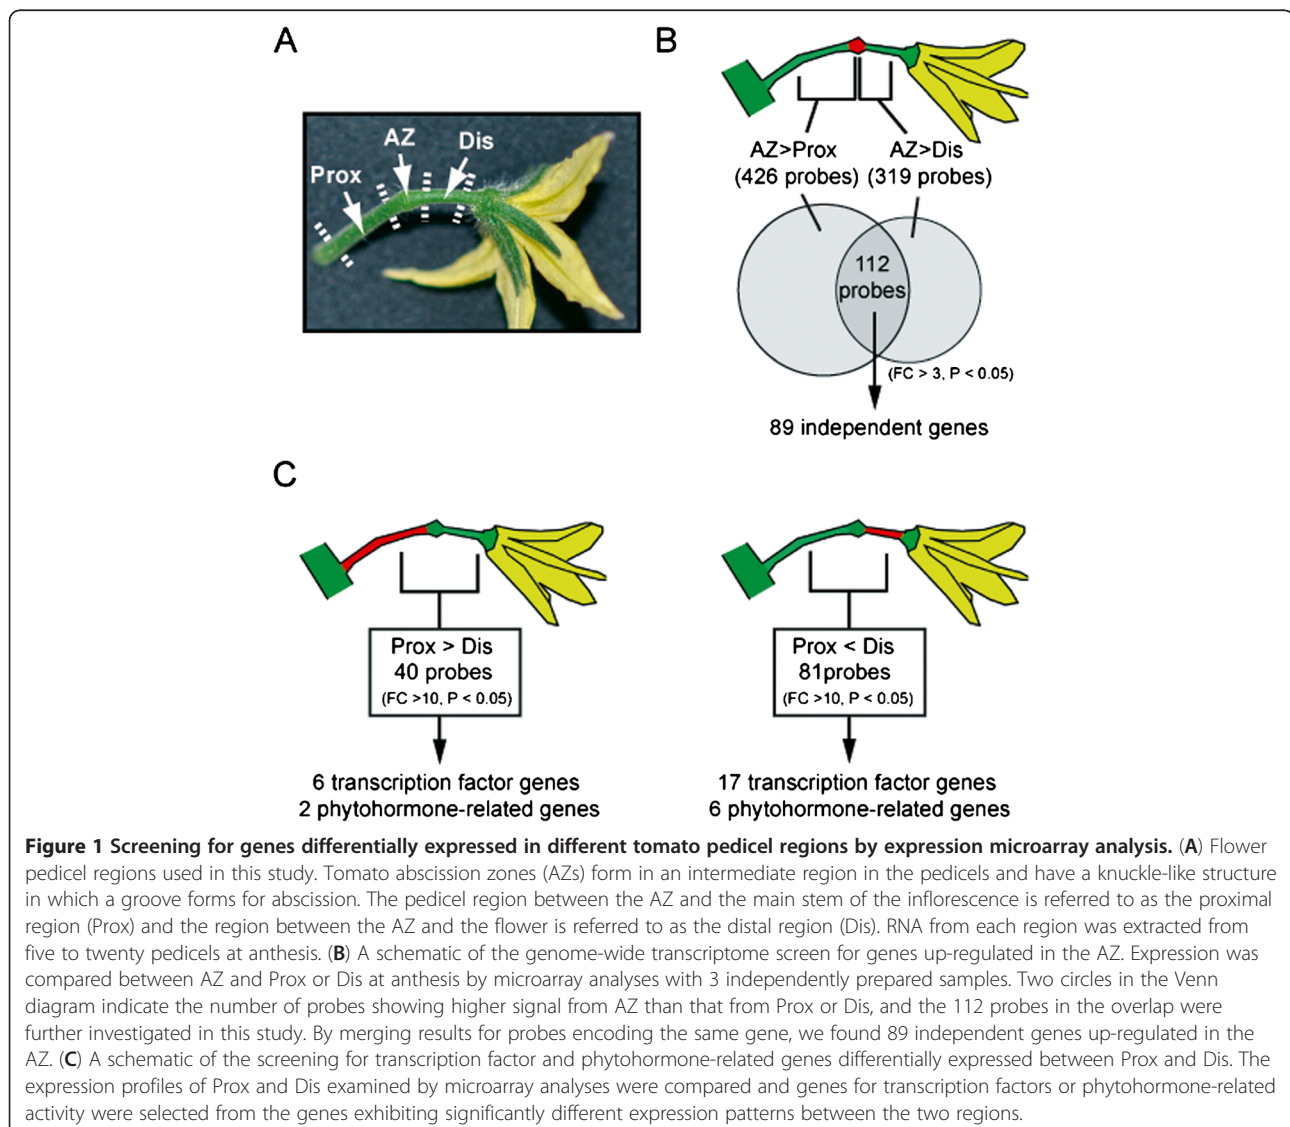 A
B
AZ
Dis
Prox
AZ>Prox
(426 probes)
AZ>Dis
(319 probes)
112
probes
(FC > 3, P < 0.05)
89 independent genes
C
Prox > Dis
40 probes
(FC >10, P < 0.05)
6 transcription factor genes
2 phytohormone-related genes
Prox < Dis
81probes
(FC >10, P < 0.05)
17 transcription factor genes
6 phytohormone-related genes
Figure 1 Screening for genes differentially expressed in different tomato pedicel regions by expression microarray analysis. (A) Flower
pedicel regions used in this study. Tomato abscission zones (AZs) form in an intermediate region in the pedicels and have a knuckle-like structure
in which a groove forms for abscission. The pedicel region between the AZ and the main stem of the inflorescence is referred to as the proximal
region (Prox) and the region between the AZ and the flower is referred to as the distal region (Dis). RNA from each region was extracted from
five to twenty pedicels at anthesis. (B) A schematic of the genome-wide transcriptome screen for genes up-regulated in the AZ. Expression was
compared between AZ and Prox or Dis at anthesis by microarray analyses with 3 independently prepared samples. Two circles in the Venn
diagram indicate the number of probes showing higher signal from AZ than that from Prox or Dis, and the 112 probes in the overlap were
further investigated in this study. By merging results for probes encoding the same gene, we found 89 independent genes up-regulated in the
AZ. (C) A schematic of the screening for transcription factor and phytohormone-related genes differentially expressed between Prox and Dis. The
expression profiles of Prox and Dis examined by microarray analyses were compared and genes for transcription factors or phytohormone-related
activity were selected from the genes exhibiting significantly different expression patterns between the two regions.